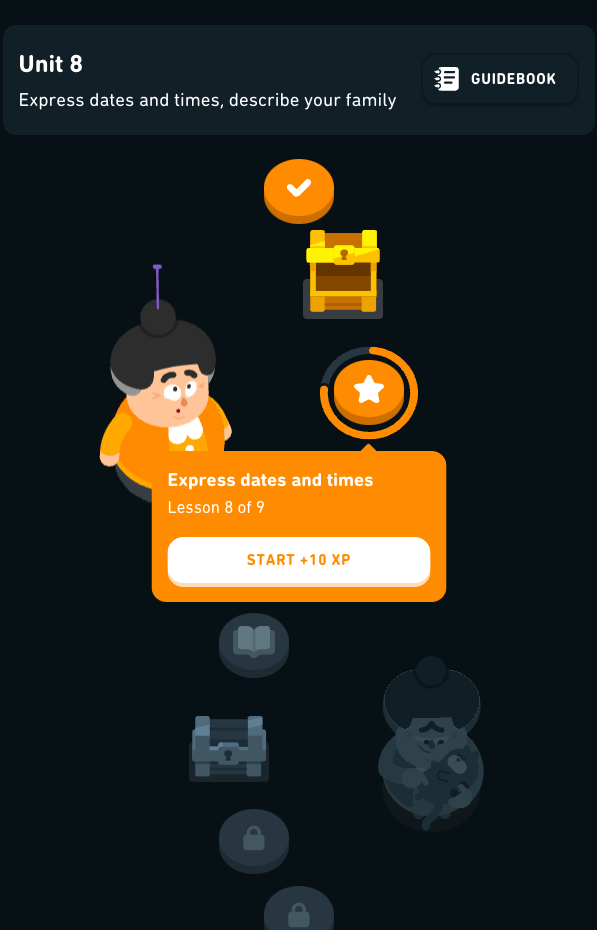 Unit 8
Express dates and times, describe your family
GUIDEBOOK
Express dates and times
Lesson 8 of 9
START +10 XP